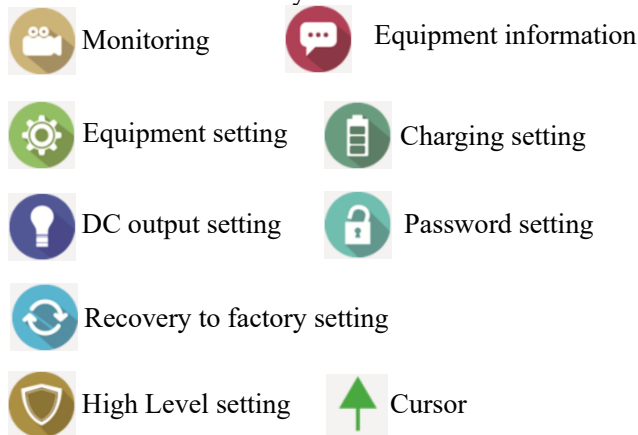 Monitoring
Equipment information
Equipment setting
Charging setting
DC output setting
Password setting
Recovery to factory setting
High Level setting
Cursor